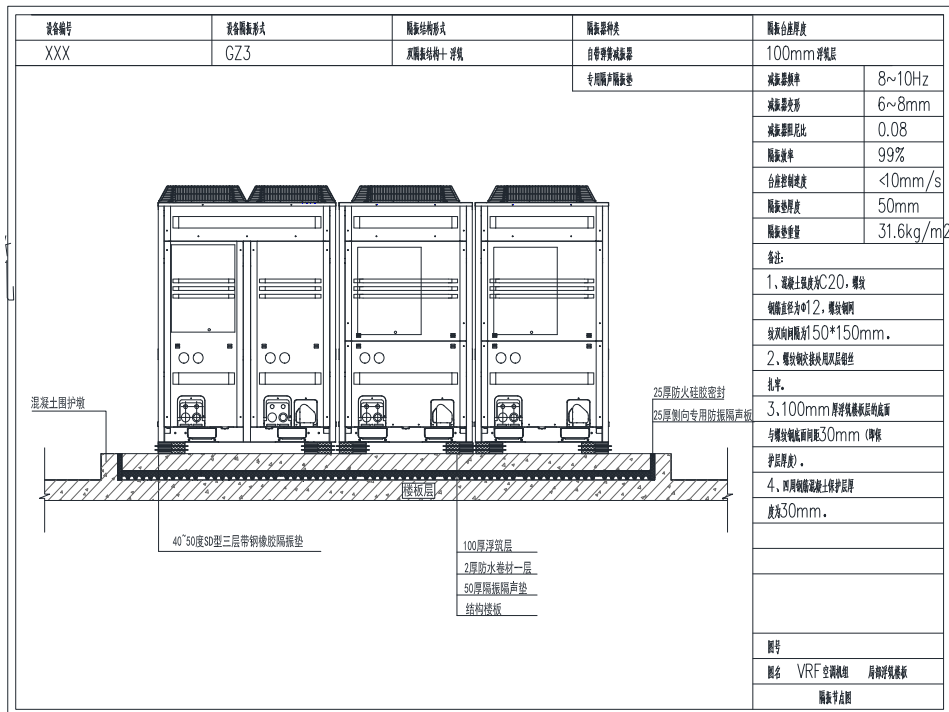 设备编号 设备隔振形式 隔振结构形式 隔振器种类 隔振台座厚度
XXX GZ3 双隔振结构+浮筑 自带弹簧减振器 100mm浮筑层
专用隔声隔振垫 减振器频率 8~10Hz
减振器变形 6~8mm
减振器阻尼比 0.08
隔振效率 99%
台座控制速度 <10mm/s
隔振垫厚度 50mm
隔振垫重量 31.6kg/m2
备注:
1、混凝土强度为C20，螺纹
钢筋直径为Φ12，螺纹钢网
纹双向间隔为150*150mm.
2、螺纹钢交接处用双层铅丝
扎牢.
3、100mm厚浮筑楼板层的底面
与螺纹钢底面间距30mm（即保
护层厚度）.
4、四周钢筋混凝土保护层厚
度为30mm.
混凝土围护墩
25厚防火硅胶密封
25厚侧向专用防振隔声板
楼板层
40~50度SD型三层带钢橡胶隔振垫
100厚浮筑层
2厚防水卷材一层
50厚隔振隔声垫
结构楼板
图号
图名 VRF空调机组 局部浮筑楼板
隔振节点图